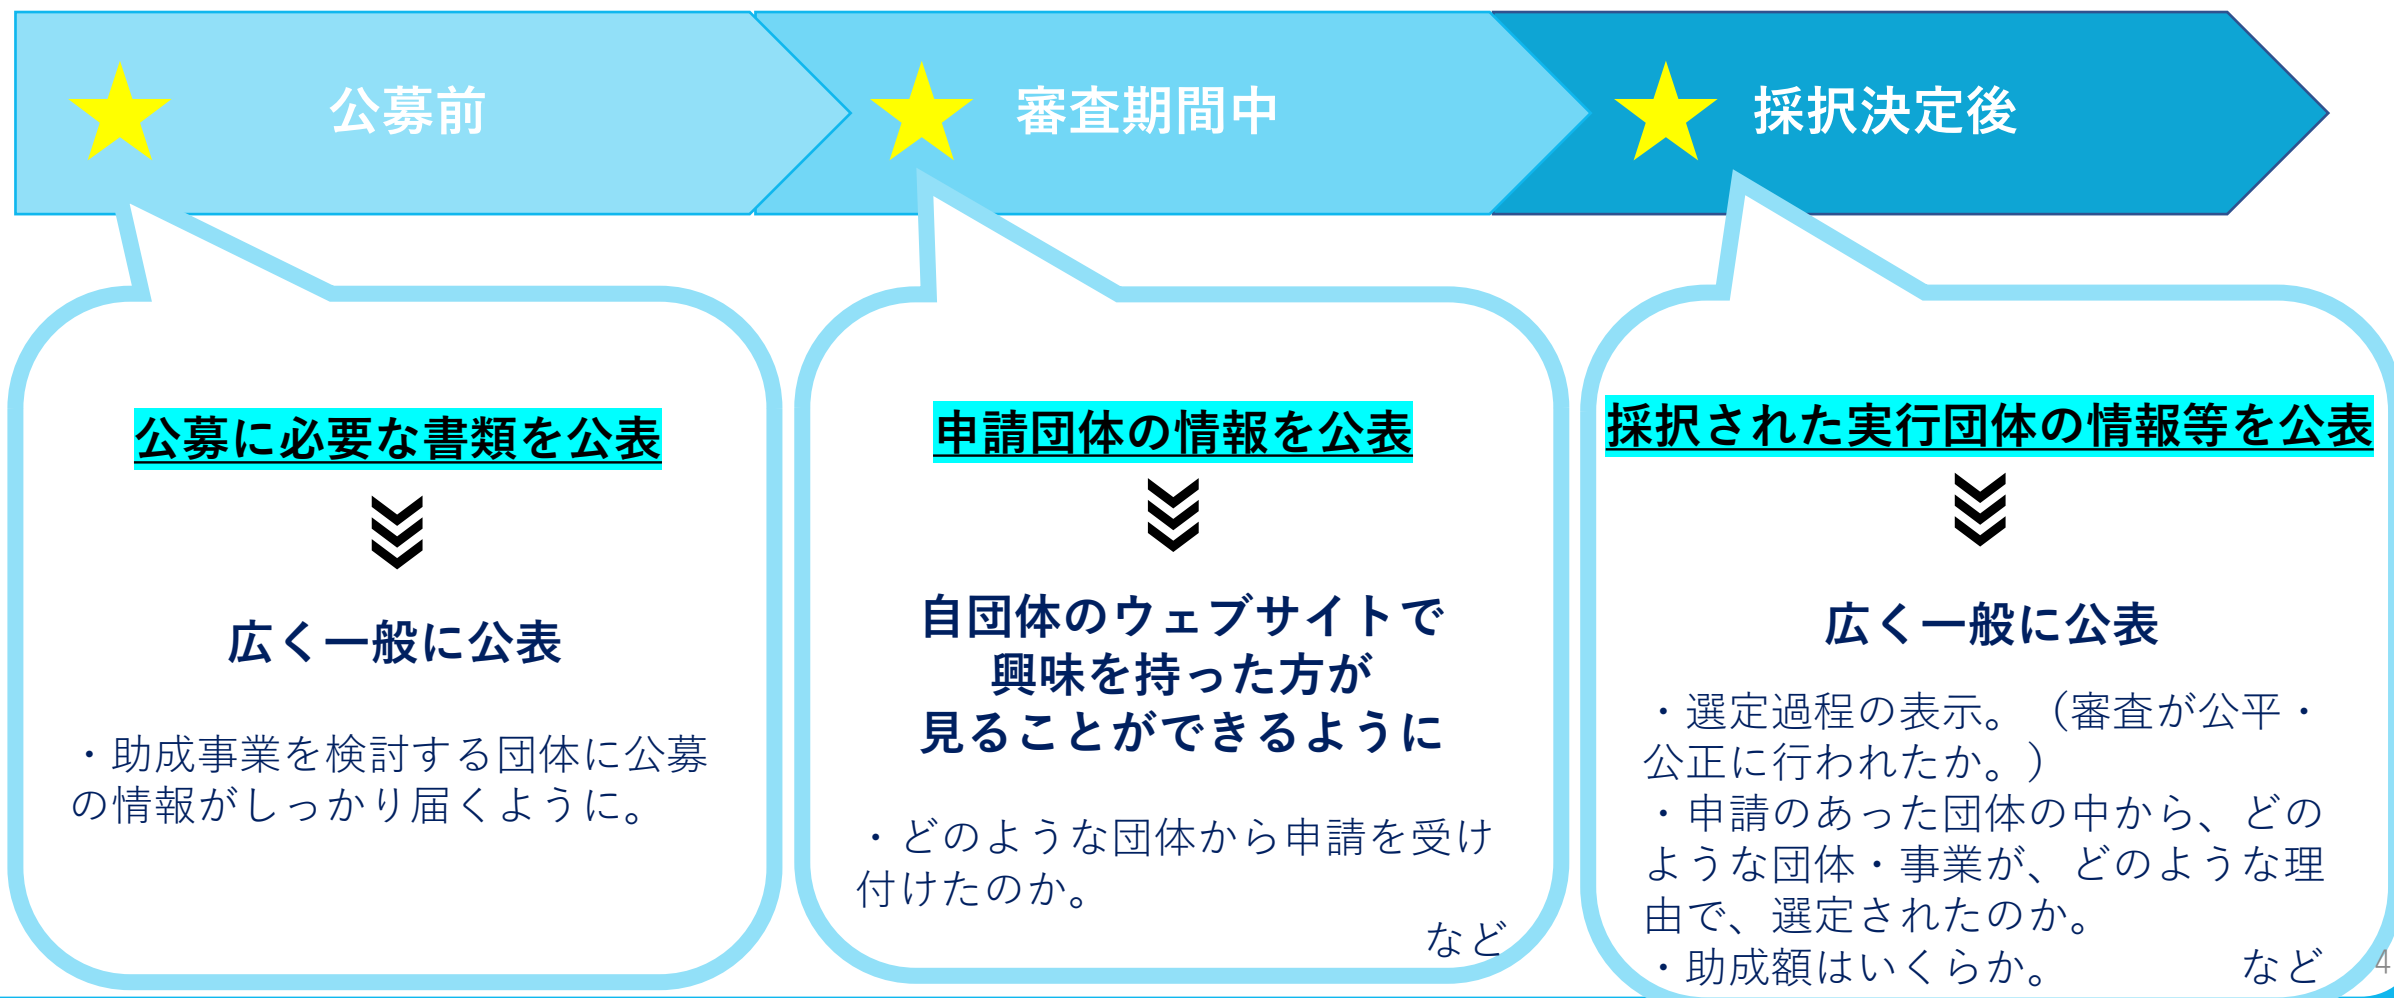 公募前
審査期間中
採択決定後
公募に必要な書類を公表
広く一般に公表
・助成事業を検討する団体に公募
の情報がしっかり届くように。
申請団体の情報を公表
自団体のウェブサイトで
興味を持った方が
見ることができるように
・どのような団体から申請を受け
付けたのか。
など
採択された実行団体の情報等を公表
広く一般に公表
・選定過程の表示。（審査が公平・
公正に行われたか。）
・申請のあった団体の中から、どの
ような団体・事業が、どのような理
由で、選定されたのか。
・助成額はいくらか。 など
4